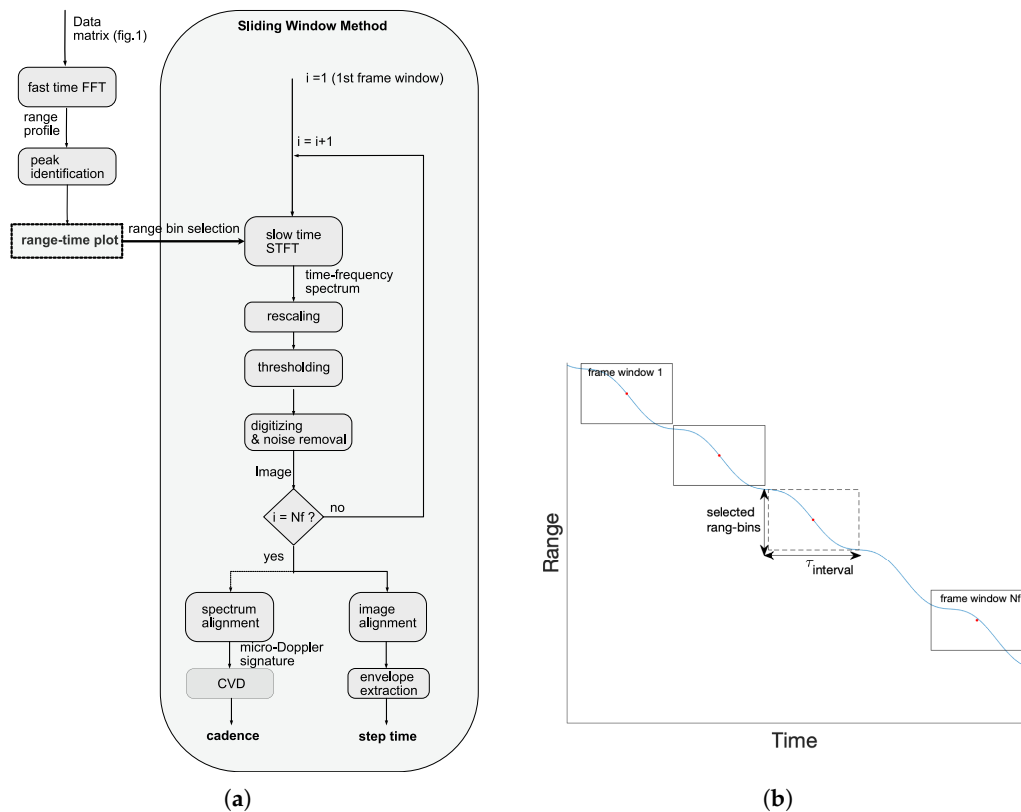 Data
matrix (fig.1)
fast time FFT
range
profile
peak
identification
range-time plot
range bin selection
Sliding Window Method
i =1 (1st frame window)
i = i+1
slow time
STFT
time-frequency
spectrum
rescaling
thresholding
digitizing
& noise removal
Image
i = Nf ?
no
yes
spectrum
alignment
image
alignment
micro-Doppler
signature
CVD
envelope
extraction
cadence
step time
(a)
frame window 1
selected
rang-bins
τinterval
frame window Nf
Range
Time
(b)